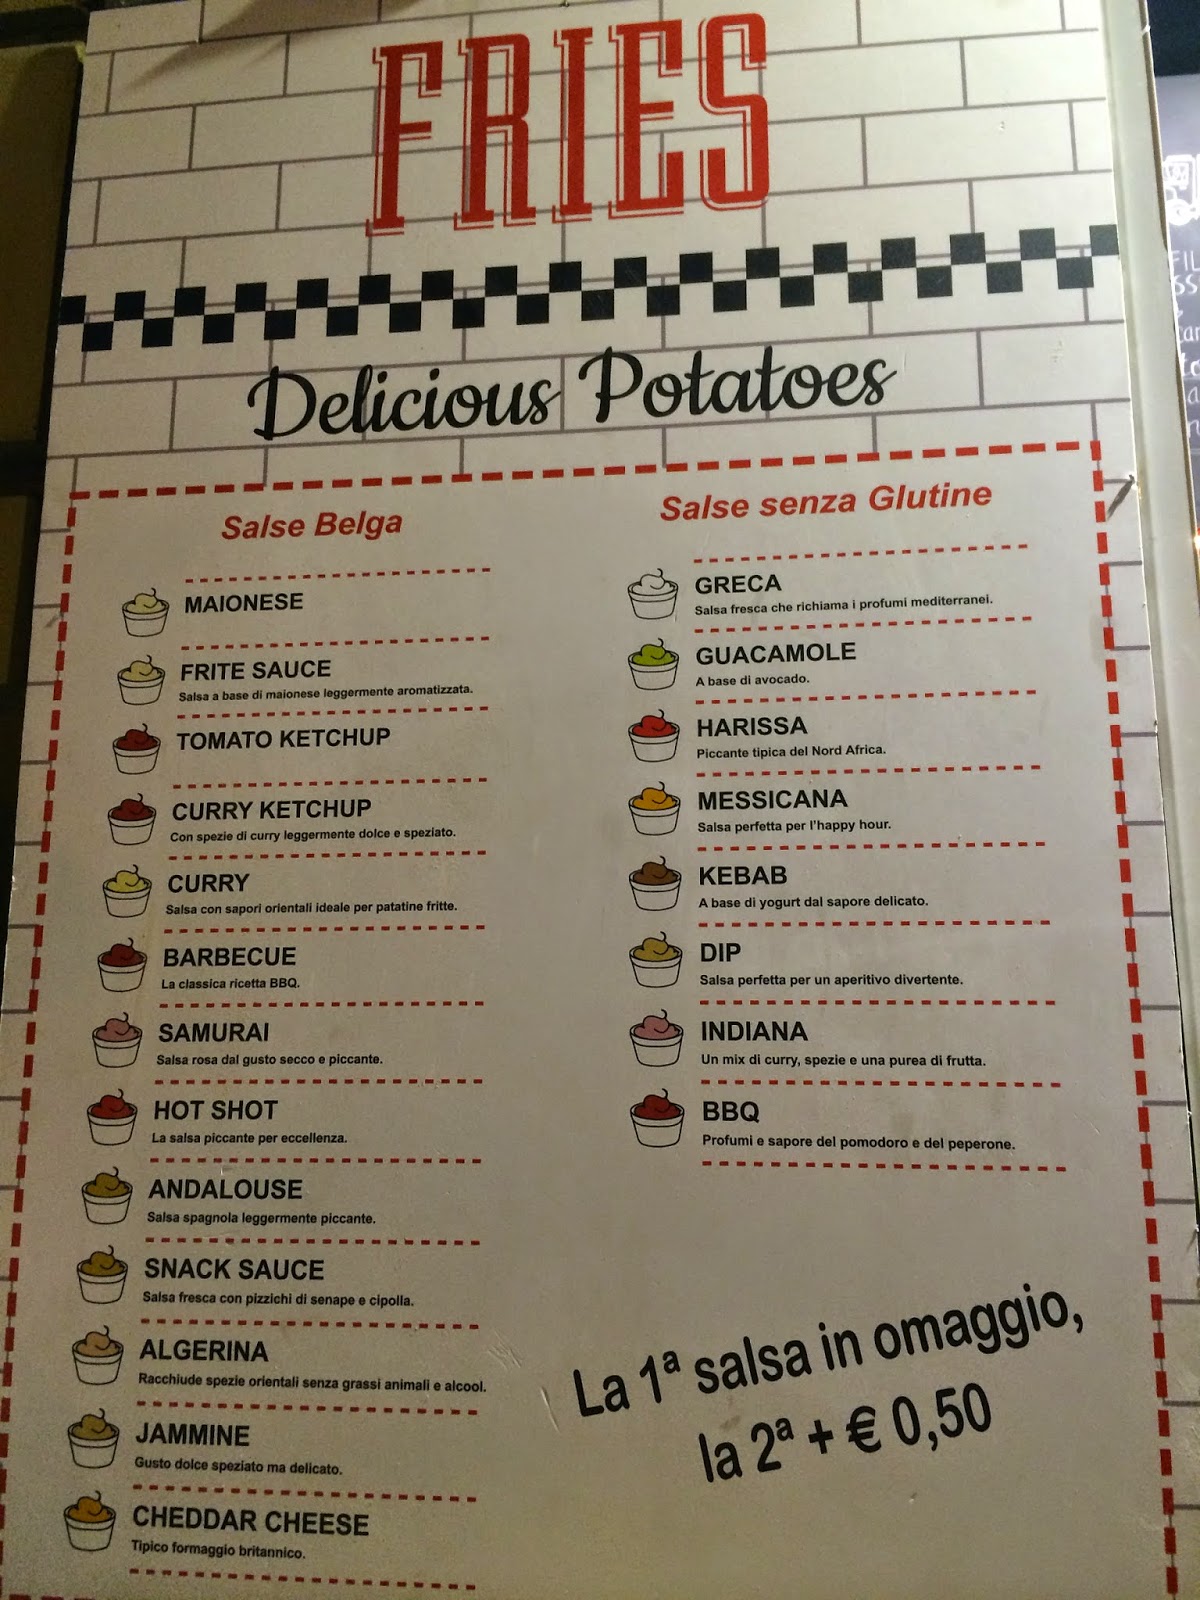 FRIES
Delicious Potatoes
Salse Belga
MAIONESE
FRITE SAUCE
Salsa a base di maionese leggermente aromatizzata.
TOMATO KETCHUP
CURRY KETCHUP
Con spezie di curry leggermente dolce e speziato.
CURRY
Salsa con sapori orientali ideale per patatine fritte.
BARBECUE
La classica ricetta BBQ.
SAMURAI
Salsa rosa dal gusto secco e piccante.
HOT SHOT
La salsa piccante per eccellenza.
ANDALOUSE
Salsa spagnola leggermente piccante.
SNACK SAUCE
Salsa fresca con pizzichi di senape e cipolla.
ALGERINA
Racchiude spezie orientali senza grassi animali e alcool.
JAMMINE
Gusto dolce speziato ma delicato.
CHEDDAR CHEESE
Tipico formaggio britannico.
Salse senza Glutine
GRECA
Salsa fresca che richiama i profumi mediterranei.
GUACAMOLE
A base di avocado.
HARISSA
Piccante tipica del Nord Africa.
MESSICANA
Salsa perfetta per l'happy hour.
KEBAB
A base di yogurt dal sapore delicato.
DIP
Salsa perfetta per un aperitivo divertente.
INDIANA
Un mix di curry, spezie e una purea di frutta.
BBQ
Profumi e sapore del pomodoro e del peperone.
La 1ª salsa in omaggio,
la 2ª + € 0,50